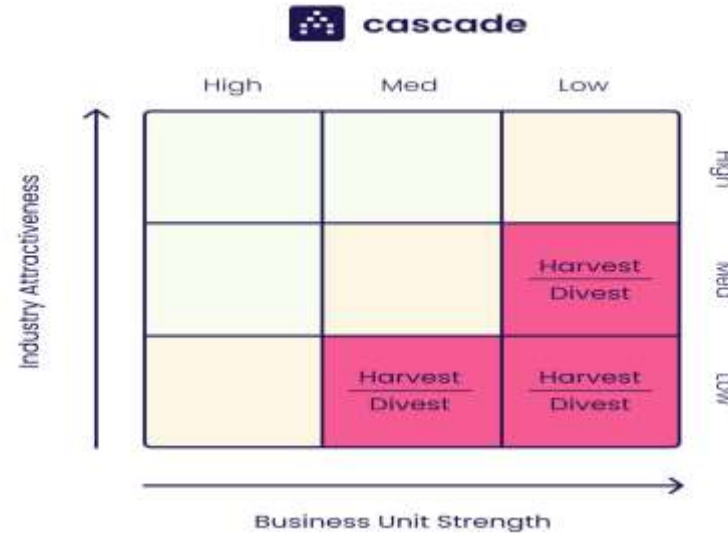 cascade
High Med Low
Industry Attractiveness
High
Harvest
Divest
Med
Harvest
Divest
Harvest
Divest
Low
Business Unit Strength